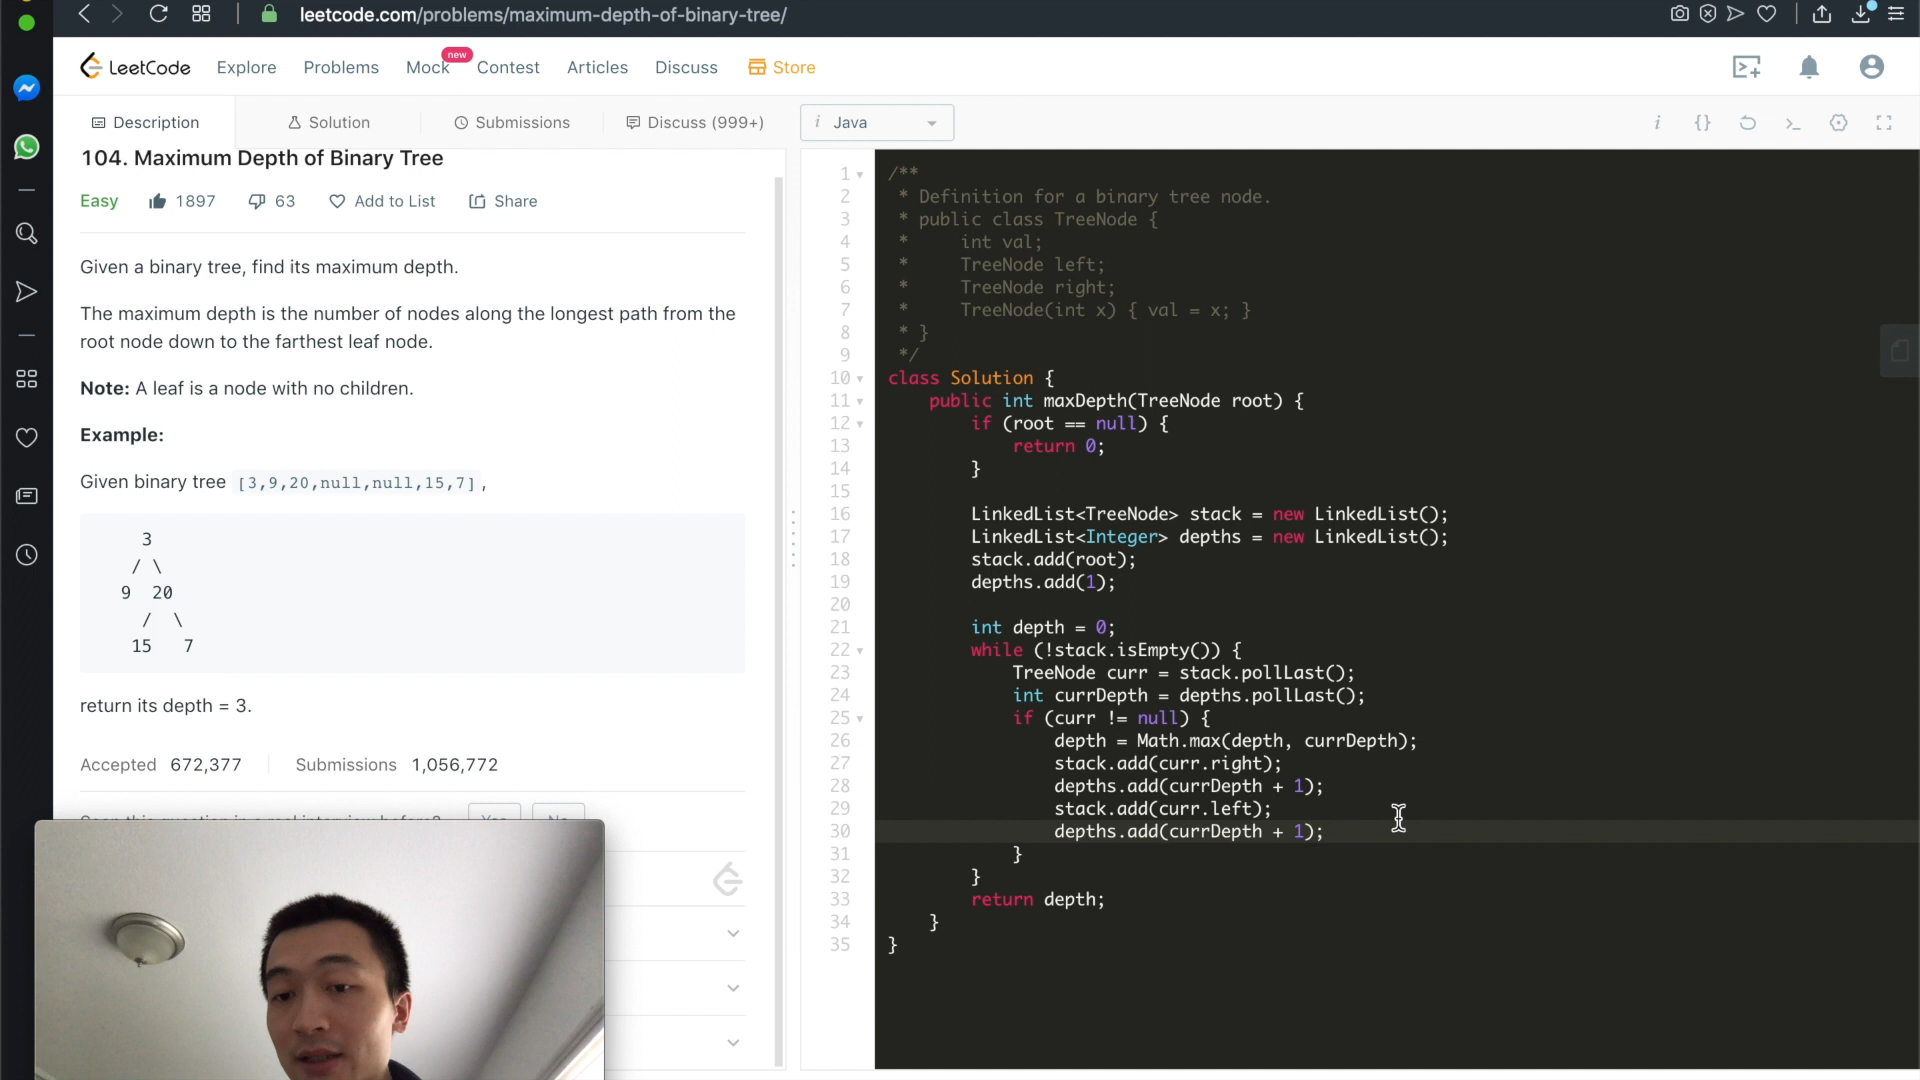 leetcode.com/problems/maximum-depth-of-binary-tree/
LeetCode
Explore
Problems
Mock
new
Contest
Articles
Discuss
Store
Description
Solution
Submissions
Discuss (999+)
i Java
104. Maximum Depth of Binary Tree
Easy
1897
63
Add to List
Share
Given a binary tree, find its maximum depth.
The maximum depth is the number of nodes along the longest path from the
root node down to the farthest leaf node.
Note: A leaf is a node with no children.
Example:
Given binary tree [3,9,20,null,null,15,7] ,
3
/ \
9 20
/ \
15 7
return its depth = 3.
Accepted 672,377
Submissions 1,056,772
1 /**
2 * Definition for a binary tree node.
3 * public class TreeNode {
4 * int val;
5 * TreeNode left;
6 * TreeNode right;
7 * TreeNode(int x) { val = x; }
8 * }
9 */
10 class Solution {
11 public int maxDepth(TreeNode root) {
12 if (root == null) {
13 return 0;
14 }
15
16 LinkedList<TreeNode> stack = new LinkedList();
17 LinkedList<Integer> depths = new LinkedList();
18 stack.add(root);
19 depths.add(1);
20
21 int depth = 0;
22 while (!stack.isEmpty()) {
23 TreeNode curr = stack.pollLast();
24 int currDepth = depths.pollLast();
25 if (curr != null) {
26 depth = Math.max(depth, currDepth);
27 stack.add(curr.right);
28 depths.add(currDepth + 1);
29 stack.add(curr.left);
30 depths.add(currDepth + 1);
31 }
32 }
33 return depth;
34 }
35 }